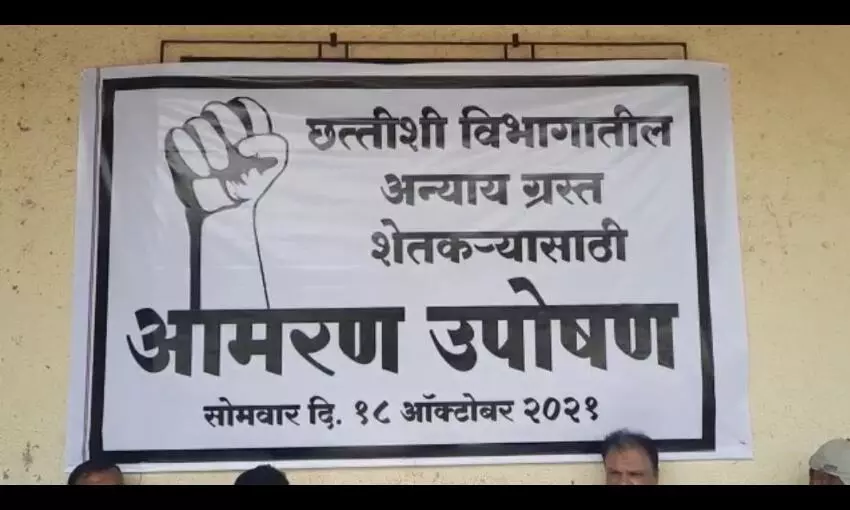 छत्तीशी विभागातील
अन्याय ग्रस्त
शेतकऱ्यासाठी
आमरण उपोषण
सोमवार दि. १८ ऑक्टोबर २०२१